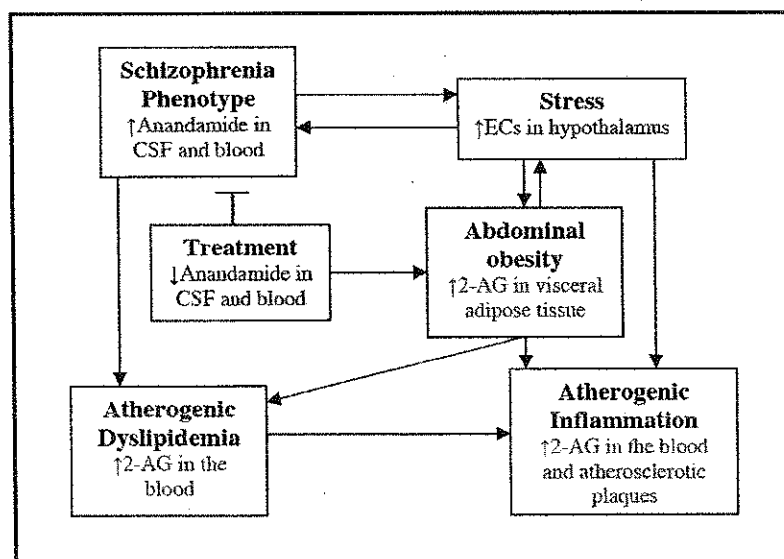 Schizophrenia
Phenotype
↑Anandamide in
CSF and blood
Stress
↑ECs in hypothalamus
Treatment
↓Anandamide in
CSF and blood
Abdominal
obesity
↑2-AG in visceral
adipose tissue
Atherogenic
Dyslipidemia
↑2-AG in the
blood
Atherogenic
Inflammation
↑2-AG in the blood
and atherosclerotic
plaques